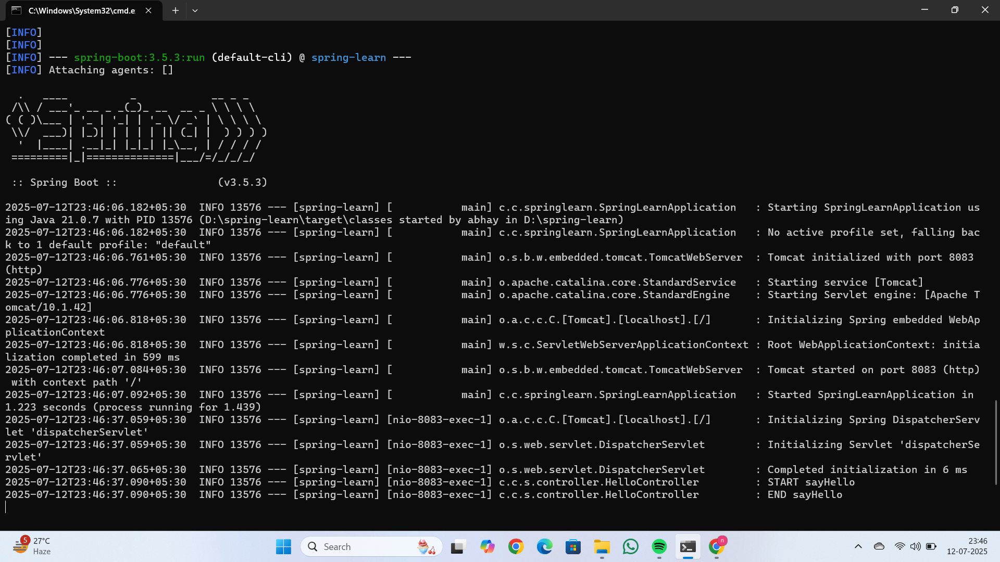 C:\Windows\System32\cmd.e
[INFO]
[INFO]
[INFO] --- spring-boot:3.5.3:run (default-cli) @ spring-learn ---
[INFO] Attaching agents: []
  .   ____          _            __ _ _
 /\\ / ___'_ __ _ _(_)_ __  __ _ \ \ \ \
( ( )\___ | '_ | '_| | '_ \/ _` | \ \ \ \
 \\/  ___)| |_)| | | | | || (_| |  ) ) ) )
  '  |____| .__|_| |_|_| |_\__, | / / / /
 =========|_|==============|___/=/_/_/_/
 :: Spring Boot ::                (v3.5.3)
2025-07-12T23:46:06.182+05:30  INFO 13576 --- [spring-learn] [           main] c.c.springlearn.SpringLearnApplication   : Starting SpringLearnApplication us
ing Java 21.0.7 with PID 13576 (D:\spring-learn\target\classes started by abhay in D:\spring-learn)
2025-07-12T23:46:06.182+05:30  INFO 13576 --- [spring-learn] [           main] c.c.springlearn.SpringLearnApplication   : No active profile set, falling bac
k to 1 default profile: "default"
2025-07-12T23:46:06.761+05:30  INFO 13576 --- [spring-learn] [           main] o.s.b.w.embedded.tomcat.TomcatWebServer  : Tomcat initialized with port 8083
(http)
2025-07-12T23:46:06.776+05:30  INFO 13576 --- [spring-learn] [           main] o.apache.catalina.core.StandardService   : Starting service [Tomcat]
2025-07-12T23:46:06.776+05:30  INFO 13576 --- [spring-learn] [           main] o.apache.catalina.core.StandardEngine    : Starting Servlet engine: [Apache T
omcat/10.1.42]
2025-07-12T23:46:06.818+05:30  INFO 13576 --- [spring-learn] [           main] o.a.c.c.C.[Tomcat].[localhost].[/]       : Initializing Spring embedded WebAp
plicationContext
2025-07-12T23:46:06.818+05:30  INFO 13576 --- [spring-learn] [           main] w.s.c.ServletWebServerApplicationContext : Root WebApplicationContext: initia
lization completed in 599 ms
2025-07-12T23:46:07.084+05:30  INFO 13576 --- [spring-learn] [           main] o.s.b.w.embedded.tomcat.TomcatWebServer  : Tomcat started on port 8083 (http)
 with context path '/'
2025-07-12T23:46:07.092+05:30  INFO 13576 --- [spring-learn] [           main] c.c.springlearn.SpringLearnApplication   : Started SpringLearnApplication in
1.223 seconds (process running for 1.439)
2025-07-12T23:46:37.059+05:30  INFO 13576 --- [spring-learn] [nio-8083-exec-1] o.a.c.c.C.[Tomcat].[localhost].[/]       : Initializing Spring DispatcherServ
let 'dispatcherServlet'
2025-07-12T23:46:37.059+05:30  INFO 13576 --- [spring-learn] [nio-8083-exec-1] o.s.web.servlet.DispatcherServlet        : Initializing Servlet 'dispatcherSe
rvlet'
2025-07-12T23:46:37.065+05:30  INFO 13576 --- [spring-learn] [nio-8083-exec-1] o.s.web.servlet.DispatcherServlet        : Completed initialization in 6 ms
2025-07-12T23:46:37.090+05:30  INFO 13576 --- [spring-learn] [nio-8083-exec-1] c.c.s.controller.HelloController         : START sayHello
2025-07-12T23:46:37.090+05:30  INFO 13576 --- [spring-learn] [nio-8083-exec-1] c.c.s.controller.HelloController         : END sayHello
5
27°C
Haze
Search
n
23:46
12-07-2025